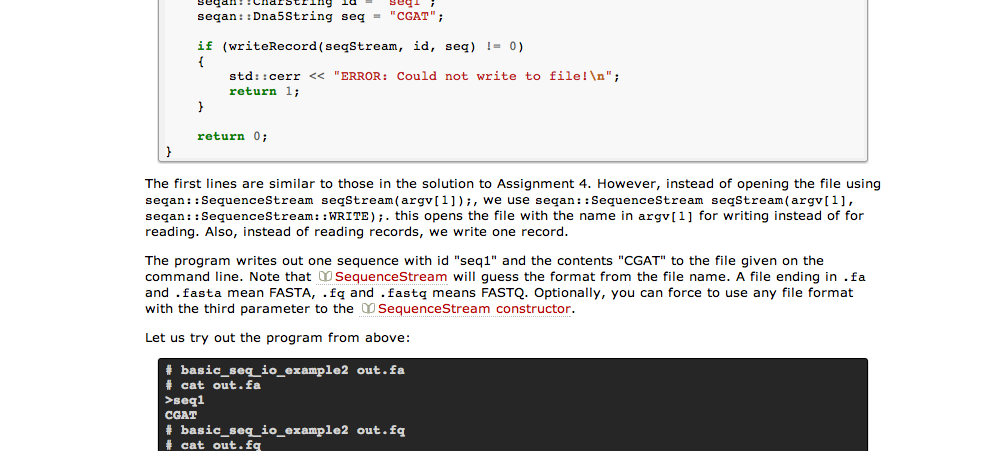 seqan::CharString id = "seq1";
seqan::Dna5String seq = "CGAT";
if (writeRecord(seqStream, id, seq) != 0)
{
std::cerr << "ERROR: Could not write to file!\n";
return 1;
}
return 0;
}
The first lines are similar to those in the solution to Assignment 4. However, instead of opening the file using
seqan::SequenceStream seqStream(argv[1]);, we use seqan::SequenceStream seqStream(argv[1],
seqan::SequenceStream::WRITE);. this opens the file with the name in argv[1] for writing instead of for
reading. Also, instead of reading records, we write one record.
The program writes out one sequence with id "seq1" and the contents "CGAT" to the file given on the
command line. Note that SequenceStream will guess the format from the file name. A file ending in .fa
and .fasta mean FASTA, .fq and .fastq means FASTQ. Optionally, you can force to use any file format
with the third parameter to the SequenceStream constructor.
Let us try out the program from above:
# basic_seq_io_example2 out.fa
# cat out.fa
>seq1
CGAT
# basic_seq_io_example2 out.fq
# cat out.fq